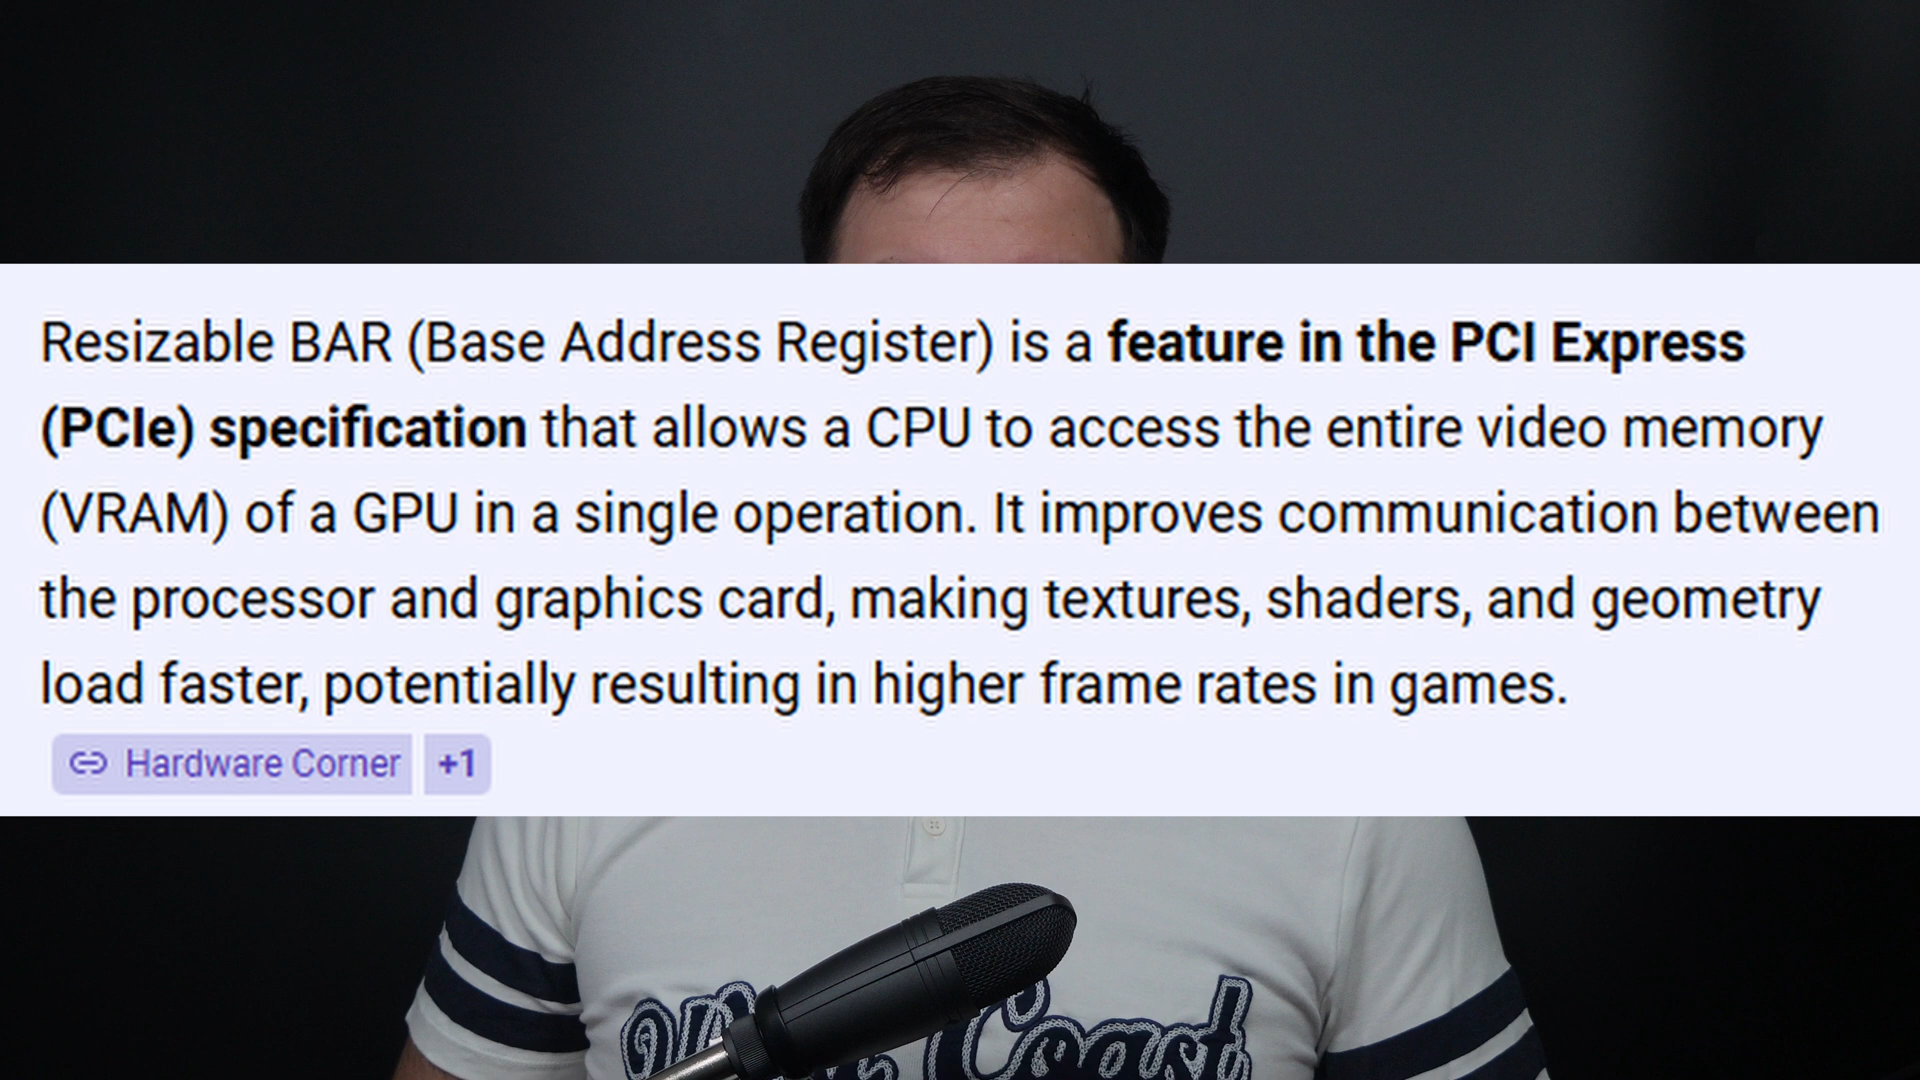 Resizable BAR (Base Address Register) is a feature in the PCI Express
(PCIe) specification that allows a CPU to access the entire video memory
(VRAM) of a GPU in a single operation. It improves communication between
the processor and graphics card, making textures, shaders, and geometry
load faster, potentially resulting in higher frame rates in games.
Hardware Corner +1
Coast